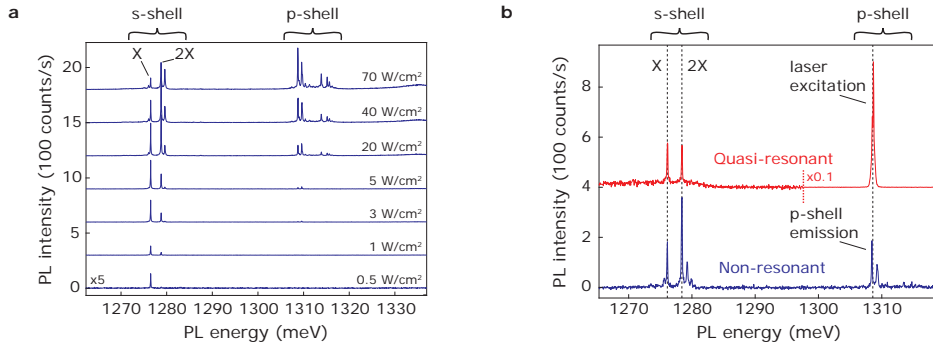 a
s-shell
p-shell
X
2X
20
15
10
5
0
PL intensity (100 counts/s)
70 W/cm²
40 W/cm²
20 W/cm²
5 W/cm²
3 W/cm²
1 W/cm²
x5
0.5 W/cm²
1270 1280 1290 1300 1310 1320 1330
PL energy (meV)
b
s-shell
p-shell
X
2X
laser
excitation
8
6
4
2
0
PL intensity (100 counts/s)
Quasi-resonant
x0.1
p-shell
emission
Non-resonant
1270 1280 1290 1300 1310
PL energy (meV)